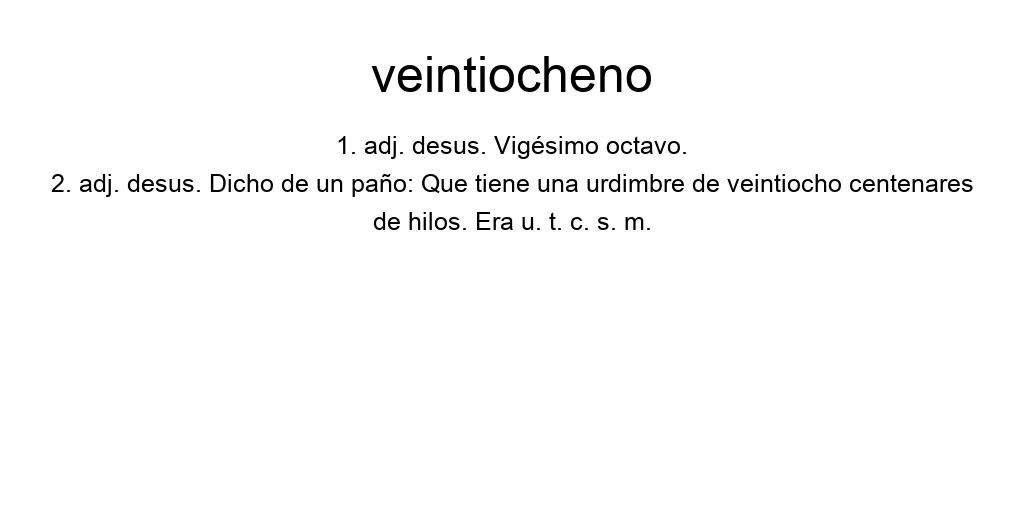 veintiocheno
1. adj. desus. Vigésimo octavo.
2. adj. desus. Dicho de un paño: Que tiene una urdimbre de veintiocho centenares
de hilos. Era u. t. c. s. m.